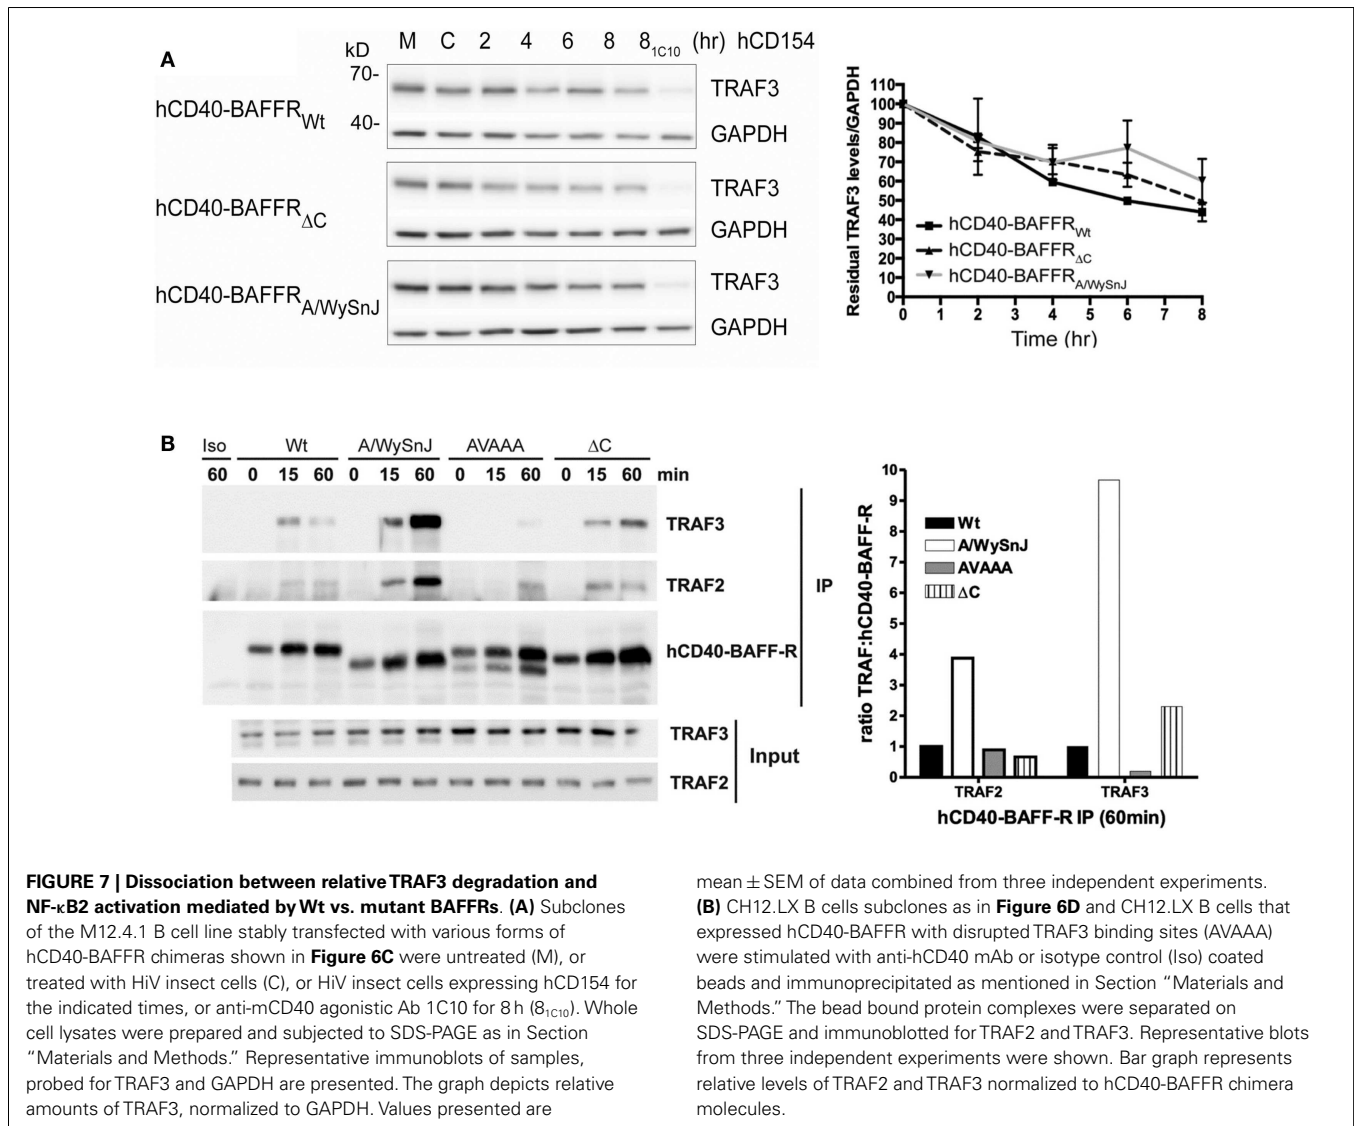 A
kD M C 2 4 6 8 81C10 (hr) hCD154
70-
40-
hCD40-BAFFRWt
TRAF3
GAPDH
hCD40-BAFFRΔC
TRAF3
GAPDH
hCD40-BAFFRA/WySnJ
TRAF3
GAPDH
Residual TRAF3 levels/GAPDH
110
100
90
80
70
60
50
40
30
20
10
0
hCD40-BAFFRWt
hCD40-BAFFRΔC
hCD40-BAFFRA/WySnJ
0 1 2 3 4 5 6 7 8
Time (hr)
B
Iso Wt A/WySnJ AVAAA ΔC
60 0 15 60 0 15 60 0 15 60 0 15 60 min
TRAF3
TRAF2
hCD40-BAFF-R
IP
TRAF3
TRAF2
Input
ratio TRAF:hCD40-BAFF-R
10
9
8
7
6
5
4
3
2
1
0
Wt
A/WySnJ
AVAAA
ΔC
TRAF2 TRAF3
hCD40-BAFF-R IP (60min)
FIGURE 7 | Dissociation between relative TRAF3 degradation and
NF-κB2 activation mediated by Wt vs. mutant BAFFRs. (A) Subclones
of the M12.4.1 B cell line stably transfected with various forms of
hCD40-BAFFR chimeras shown in Figure 6C were untreated (M), or
treated with HiV insect cells (C), or HiV insect cells expressing hCD154 for
the indicated times, or anti-mCD40 agonistic Ab 1C10 for 8 h (81C10). Whole
cell lysates were prepared and subjected to SDS-PAGE as in Section
“Materials and Methods.” Representative immunoblots of samples,
probed for TRAF3 and GAPDH are presented. The graph depicts relative
amounts of TRAF3, normalized to GAPDH. Values presented are
mean ± SEM of data combined from three independent experiments.
(B) CH12.LX B cells subclones as in Figure 6D and CH12.LX B cells that
expressed hCD40-BAFFR with disrupted TRAF3 binding sites (AVAAA)
were stimulated with anti-hCD40 mAb or isotype control (Iso) coated
beads and immunoprecipitated as mentioned in Section “Materials and
Methods.” The bead bound protein complexes were separated on
SDS-PAGE and immunoblotted for TRAF2 and TRAF3. Representative blots
from three independent experiments were shown. Bar graph represents
relative levels of TRAF2 and TRAF3 normalized to hCD40-BAFFR chimera
molecules.